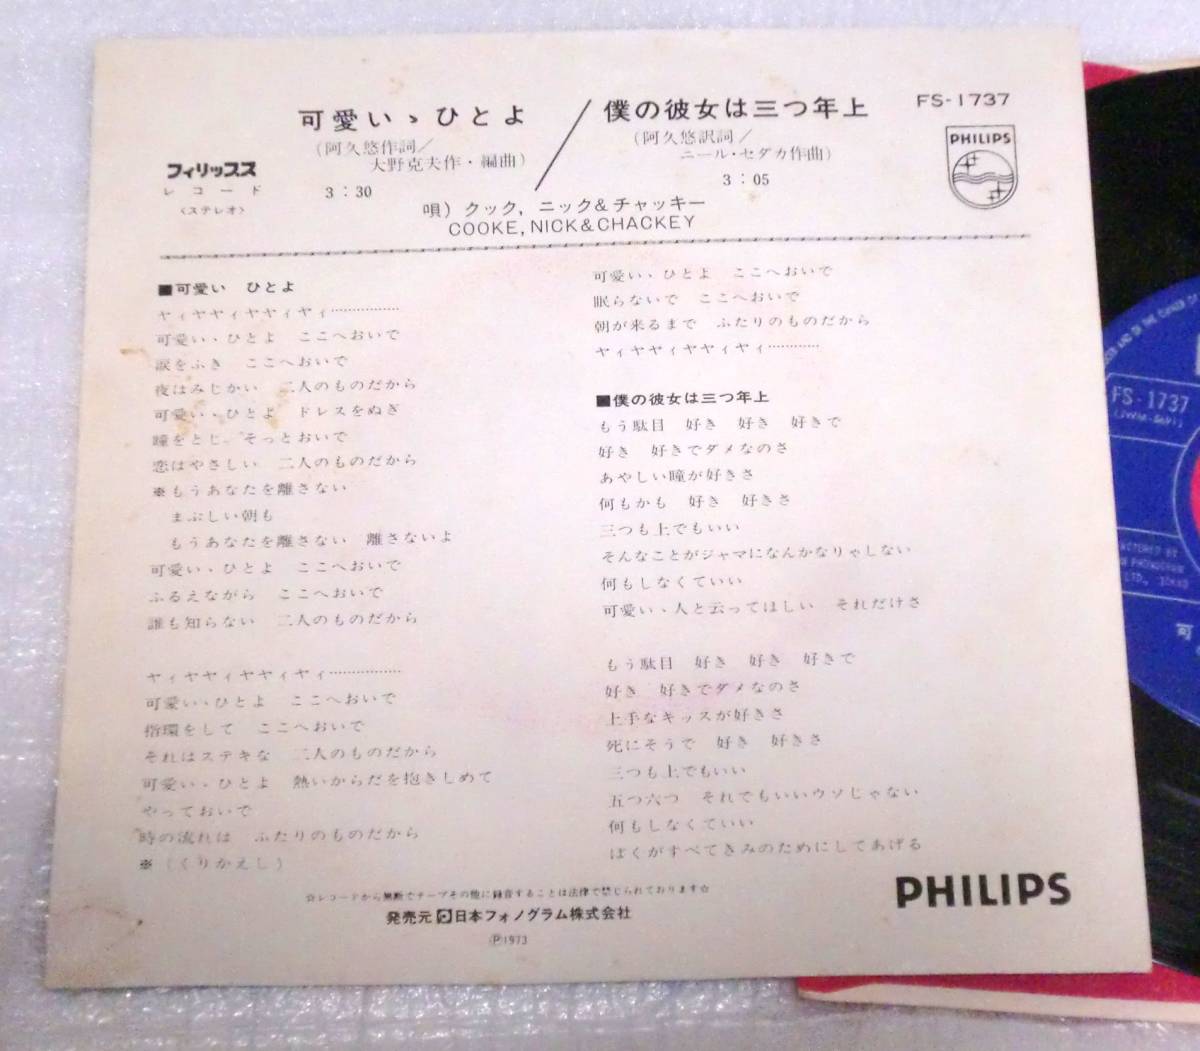 可愛いゝひとよ／僕の彼女は三つ年上
FS-1737
(阿久悠作詞／
大野克夫作・編曲)
3：30
(阿久悠訳詞／
ニール・セダカ作曲)
3：05
フィリップス
レコード
〈ステレオ〉
PHILIPS
唄) クック, ニック&チャッキー
COOKE, NICK&CHACKEY
■可愛い ひとよ
ヤィヤヤィヤヤィヤィ……………
可愛いゝひとよ ここへおいで
涙をふき ここへおいで
夜はみじかい 二人のものだから
可愛いゝひとよ ドレスをぬぎ
瞳をとじ そっとおいで
恋はやさしい 二人のものだから
※もうあなたを離さない
まぶしい朝も
もうあなたを離さない 離さないよ
可愛いゝひとよ ここへおいで
ふるえながら ここへおいで
誰も知らない 二人のものだから
ヤィヤヤィヤヤィヤィ……………
可愛いゝひとよ ここへおいで
指環をして ここへおいで
それはステキな 二人のものだから
可愛いゝひとよ 熱いからだを抱きしめて
やっておいで
時の流れは ふたりのものだから
※（くりかえし）
可愛いゝひとよ ここへおいで
眠らないで ここへおいで
朝が来るまで ふたりのものだから
ヤィヤヤィヤヤィヤィ…………
■僕の彼女は三つ年上
もう駄目 好き 好き 好きで
好き 好きでダメなのさ
あやしい瞳が好きさ
何もかも 好き 好きさ
三つも上でもいい
そんなことがジャマになんかなりゃしない
何もしなくていい
可愛いゝ人と云ってほしい それだけさ
もう駄目 好き 好き 好きで
好き 好きでダメなのさ
上手なキッスが好きさ
死にそうで 好き 好きさ
三つも上でもいい
五つ六つ それでもいいウソじゃない
何もしなくていい
ぼくがすべてきみのためにしてあげる
☆レコードから無断でテープその他に録音することは法律で禁じられております☆
発売元 日本フォノグラム株式会社
Ⓟ1973
PHILIPS
FS-1737
可